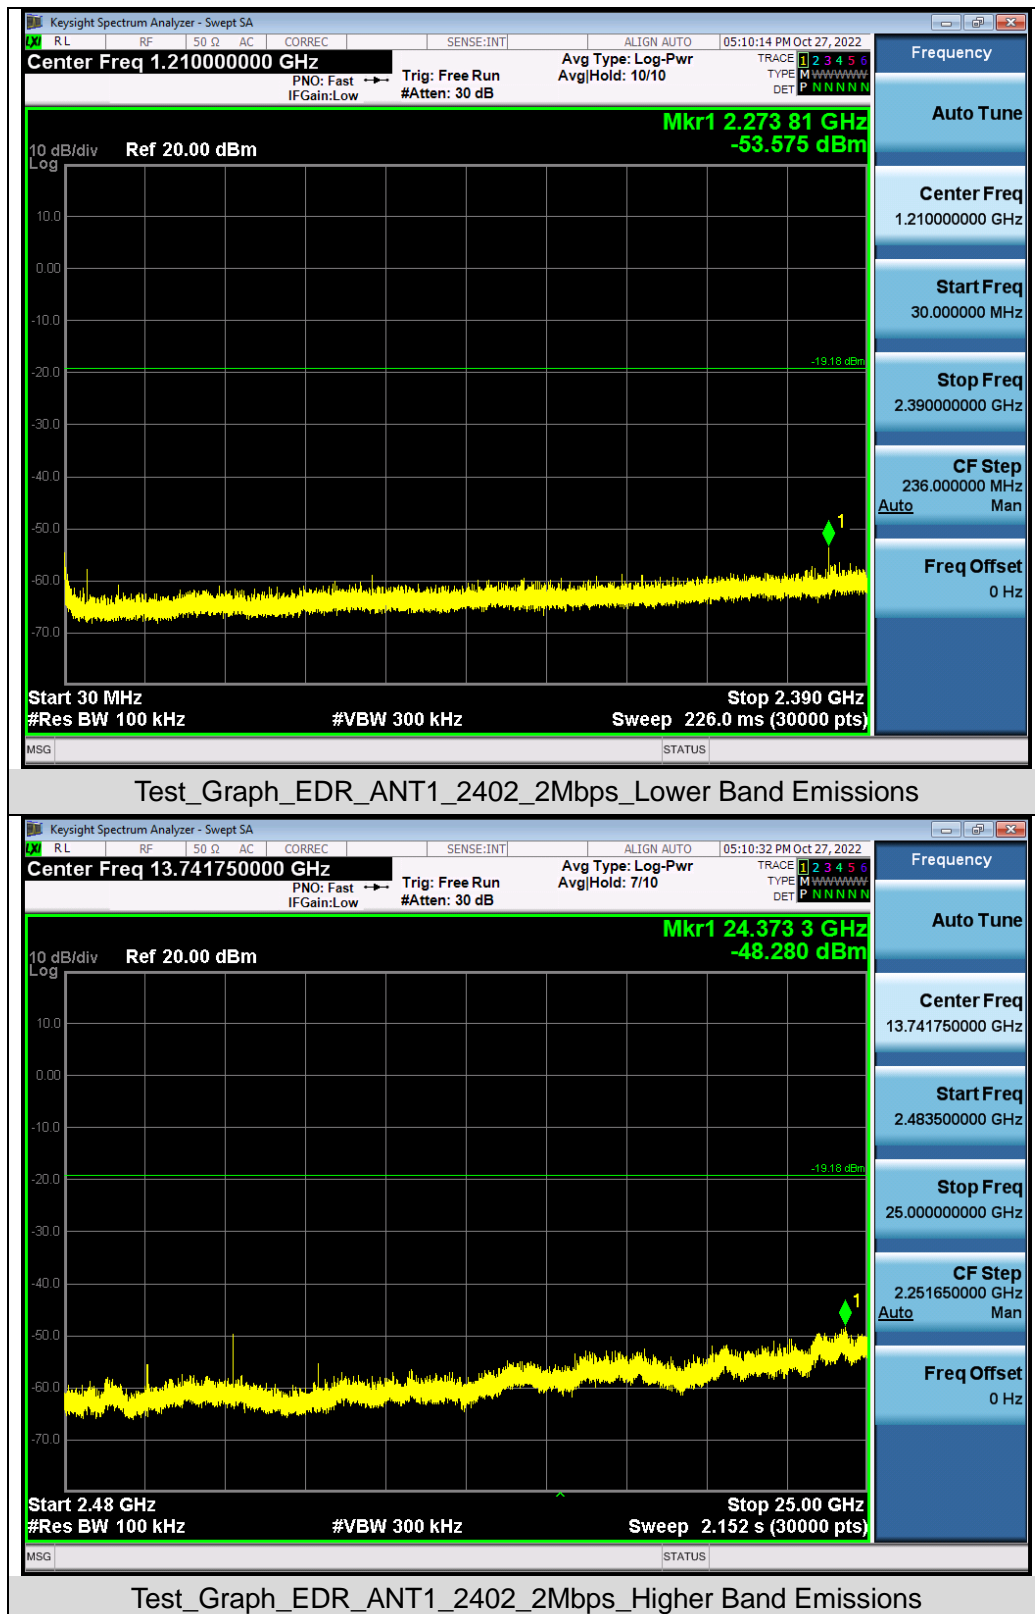 Keysight Spectrum Analyzer - Swept SA
LXI RL RF 50 Ω AC CORREC SENSE:INT ALIGN AUTO 05:10:14 PM Oct 27, 2022
Center Freq 1.210000000 GHz
PNO: Fast
IFGain:Low
Trig: Free Run
#Atten: 30 dB
Avg Type: Log-Pwr
Avg|Hold: 10/10
TRACE 1 2 3 4 5 6
TYPE M WWWWW
DET P N N N N N
Frequency
Auto Tune
Center Freq
1.210000000 GHz
Start Freq
30.000000 MHz
Stop Freq
2.390000000 GHz
CF Step
236.000000 MHz
Auto Man
Freq Offset
0 Hz
Mkr1 2.273 81 GHz
-53.575 dBm
10 dB/div Ref 20.00 dBm
Log
10.0
0.00
-10.0
-19.18 dBm
-20.0
-30.0
-40.0
-50.0
1
-60.0
-70.0
Start 30 MHz Stop 2.390 GHz
#Res BW 100 kHz #VBW 300 kHz Sweep 226.0 ms (30000 pts)
MSG STATUS
Test_Graph_EDR_ANT1_2402_2Mbps_Lower Band Emissions
Keysight Spectrum Analyzer - Swept SA
LXI RL RF 50 Ω AC CORREC SENSE:INT ALIGN AUTO 05:10:32 PM Oct 27, 2022
Center Freq 13.741750000 GHz
PNO: Fast
IFGain:Low
Trig: Free Run
#Atten: 30 dB
Avg Type: Log-Pwr
Avg|Hold: 7/10
TRACE 1 2 3 4 5 6
TYPE M WWWWW
DET P N N N N N
Frequency
Auto Tune
Center Freq
13.741750000 GHz
Start Freq
2.483500000 GHz
Stop Freq
25.000000000 GHz
CF Step
2.251650000 GHz
Auto Man
Freq Offset
0 Hz
Mkr1 24.373 3 GHz
-48.280 dBm
10 dB/div Ref 20.00 dBm
Log
10.0
0.00
-10.0
-19.18 dBm
-20.0
-30.0
-40.0
1
-50.0
-60.0
-70.0
Start 2.48 GHz Stop 25.00 GHz
#Res BW 100 kHz #VBW 300 kHz Sweep 2.152 s (30000 pts)
MSG STATUS
Test_Graph_EDR_ANT1_2402_2Mbps_Higher Band Emissions